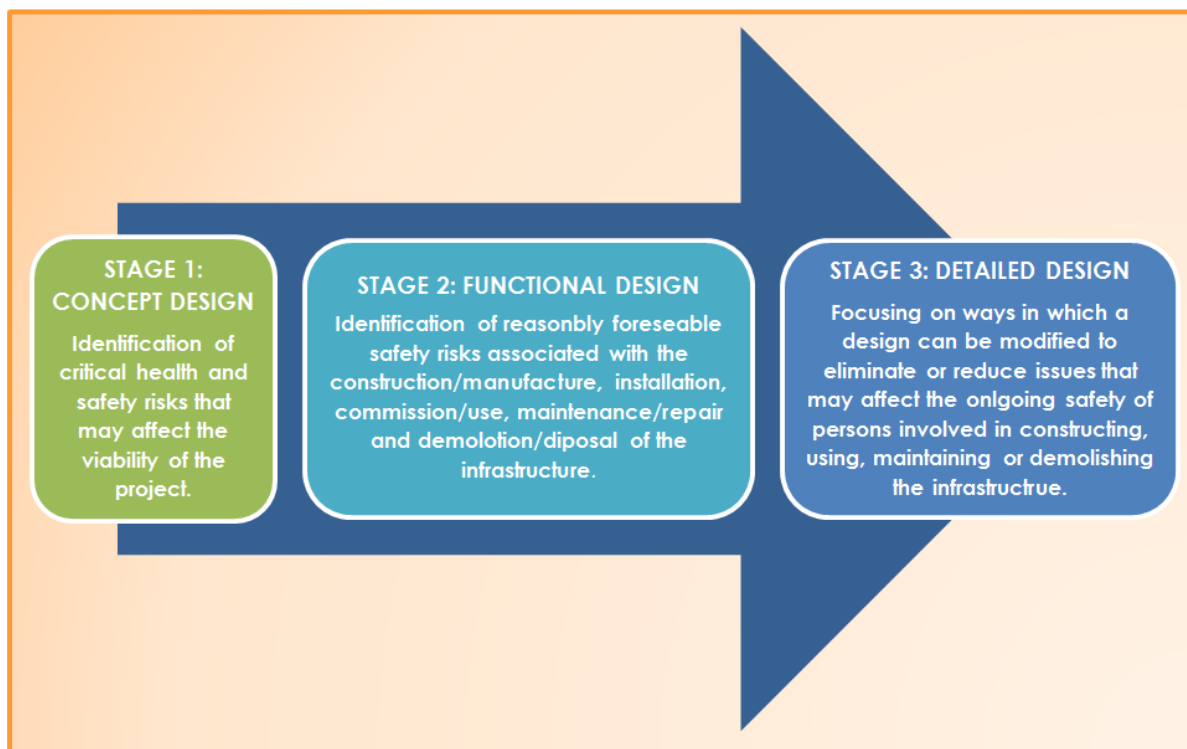 STAGE 1:
CONCEPT DESIGN
Identification of
critical health and
safety risks that
may affect the
viability of the
project.
STAGE 2: FUNCTIONAL DESIGN
Identification of reasonbly foreseable
safety risks associated with the
construction/manufacture, installation,
commission/use, maintenance/repair
and demolotion/diposal of the
infrastructure.
STAGE 3: DETAILED DESIGN
Focusing on ways in which a
design can be modified to
eliminate or reduce issues that
may affect the onlgoing safety of
persons involved in constructing,
using, maintaining or demolishing
the infrastructrue.